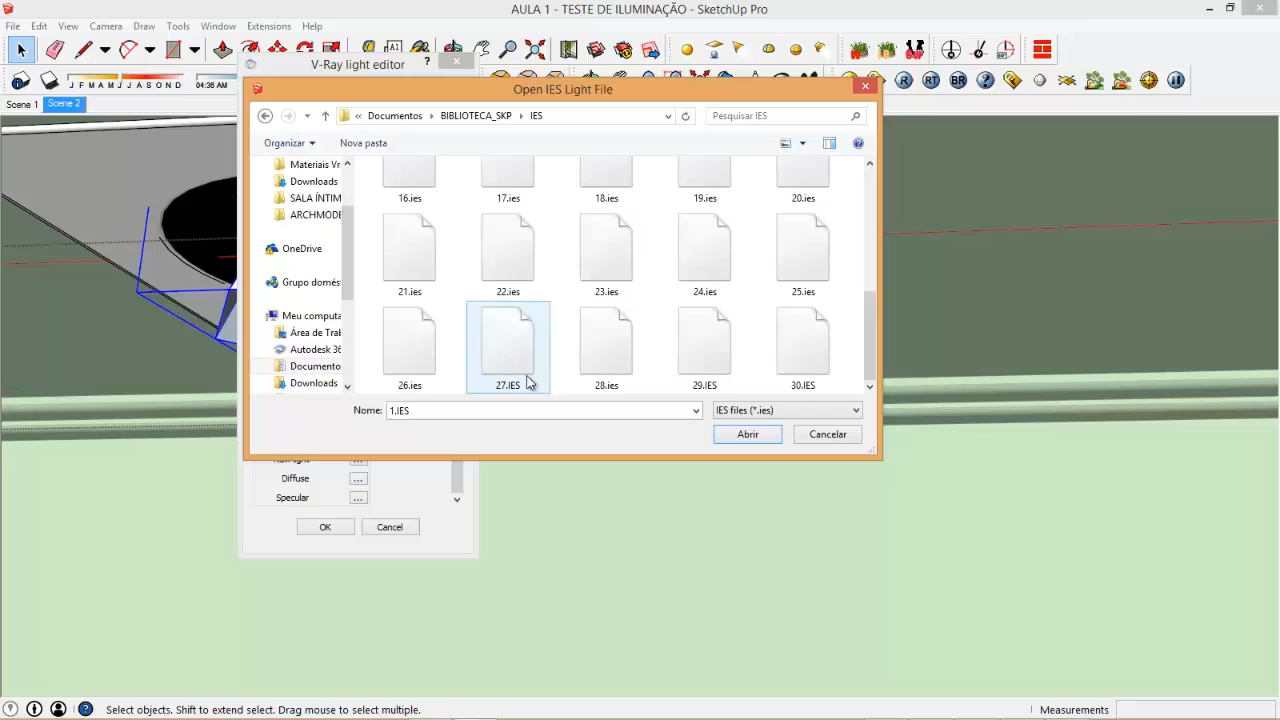 AULA 1 - TESTE DE ILUMINAÇÃO - SketchUp Pro
File Edit View Camera Draw Tools Window Extensions Help
V-Ray light editor ?
J F M A M J J A S O N D 04:36 AM
R RT BR
Scene 1 Scene 2
Open IES Light File
« Documentos BIBLIOTECA_SKP IES
Pesquisar IES
Organizar Nova pasta
Materiais Vr
Downloads
SALA ÍNTIM
ARCHMODE
OneDrive
Grupo domés
Meu computa
Área de Trab
Autodesk 36
Documento
Downloads
16.ies 17.ies 18.ies 19.ies 20.ies
21.ies 22.ies 23.ies 24.ies 25.ies
26.ies 27.IES 28.ies 29.IES 30.IES
Nome: 1.IES IES files (*.ies)
Abrir Cancelar
Diffuse ...
Specular ...
OK Cancel
Select objects. Shift to extend select. Drag mouse to select multiple.
Measurements